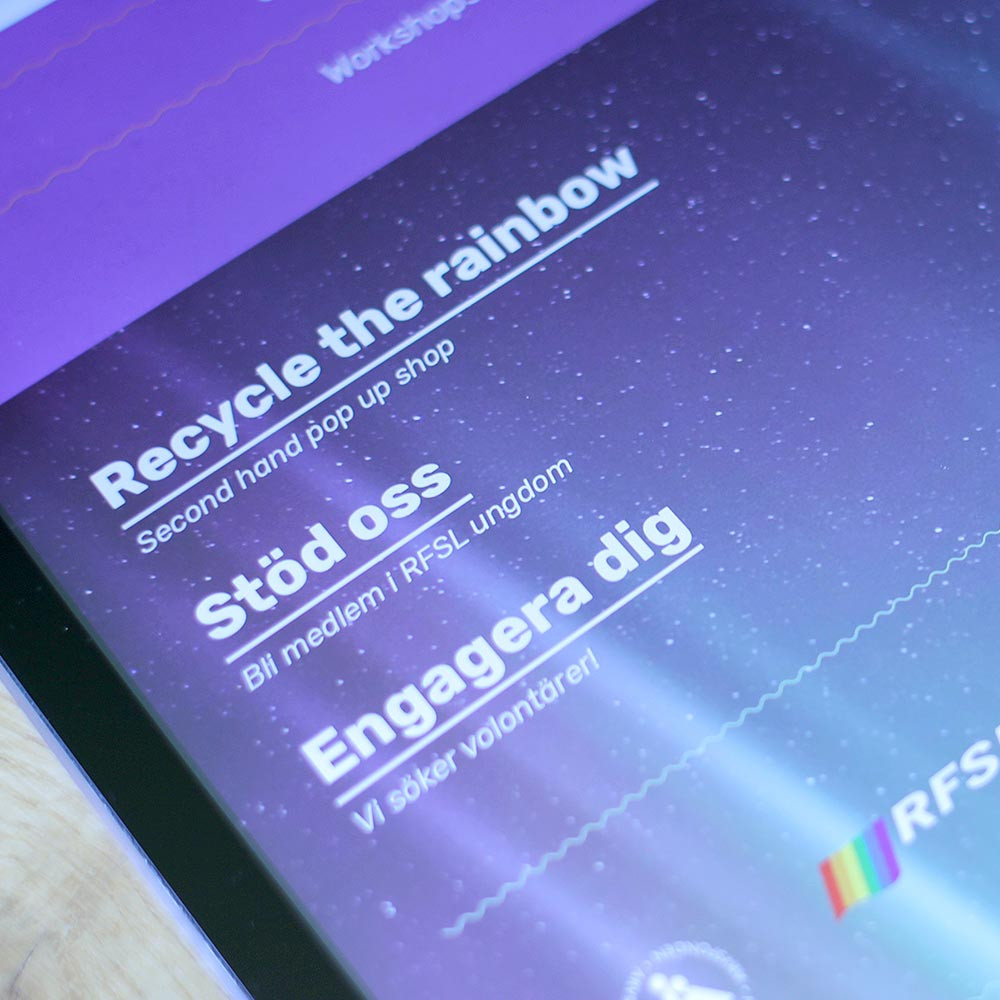 Workshops
Recycle the rainbow
Second hand pop up shop
Stöd oss
Bli medlem i RFSL ungdom
Engagera dig
Vi söker volontärer!
RFSL